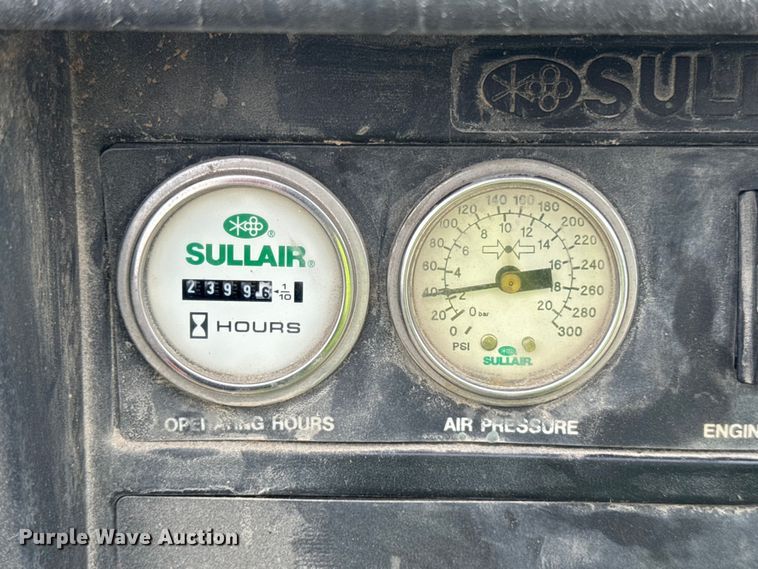 SULLAIR®
2399.6 1/10
HOURS
OPERATING HOURS
0 20 40 60 80 100 120 140 160 180 200 220 240 260 280 300
0 2 4 6 8 10 12 14 16 18 20
bar
PSI
SULLAIR
AIR PRESSURE
SULL
ENGIN
Purple Wave Auction